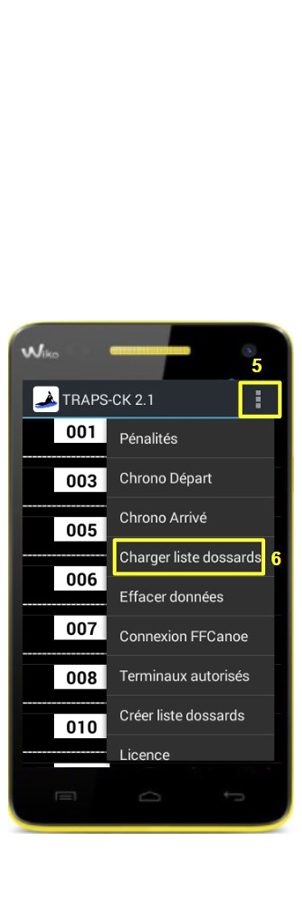 Wiko
5
TRAPS-CK 2.1
001
Pénalités
003
Chrono Départ
Chrono Arrivé
005
Charger liste dossards
6
006
Effacer données
007
Connexion FFCanoe
008
Terminaux autorisés
010
Créer liste dossards
Licence